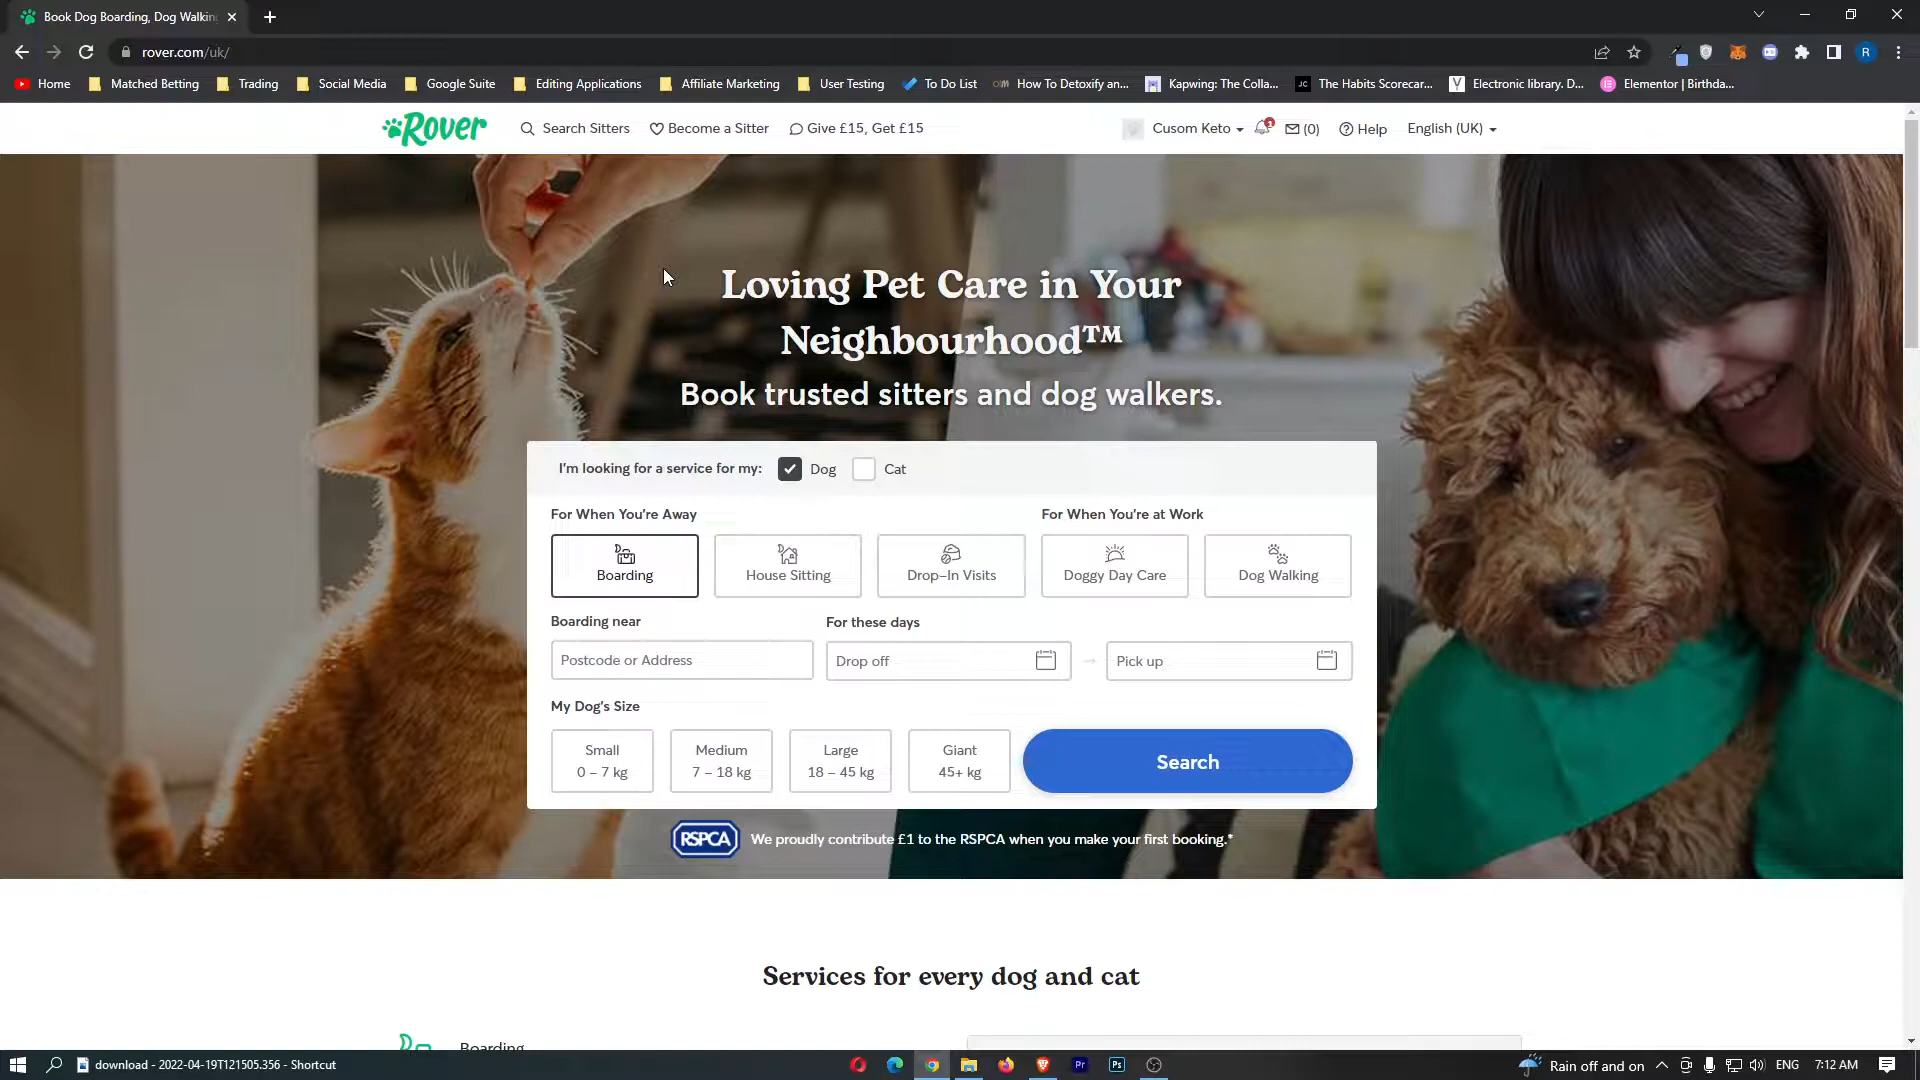 Book Dog Boarding, Dog Walkin
rover.com/uk/
R
Home
Matched Betting
Trading
Social Media
Google Suite
Editing Applications
Affiliate Marketing
User Testing
To Do List
How To Detoxify an...
Kapwing: The Colla...
JC
The Habits Scorecar...
Electronic library. D...
Elementor | Birthda...
Rover
Search Sitters
Become a Sitter
Give £15, Get £15
Cusom Keto
1
(0)
Help
English (UK)
Loving Pet Care in Your
Neighbourhood™
Book trusted sitters and dog walkers.
I'm looking for a service for my:
Dog
Cat
For When You're Away
For When You're at Work
Boarding
House Sitting
Drop-In Visits
Doggy Day Care
Dog Walking
Boarding near
For these days
Postcode or Address
Drop off
→
Pick up
My Dog's Size
Small
0 – 7 kg
Medium
7 – 18 kg
Large
18 – 45 kg
Giant
45+ kg
Search
RSPCA
We proudly contribute £1 to the RSPCA when you make your first booking.*
Services for every dog and cat
Boarding
download - 2022-04-19T121505.356 - Shortcut
Pr
Ps
Rain off and on
ENG
7:12 AM